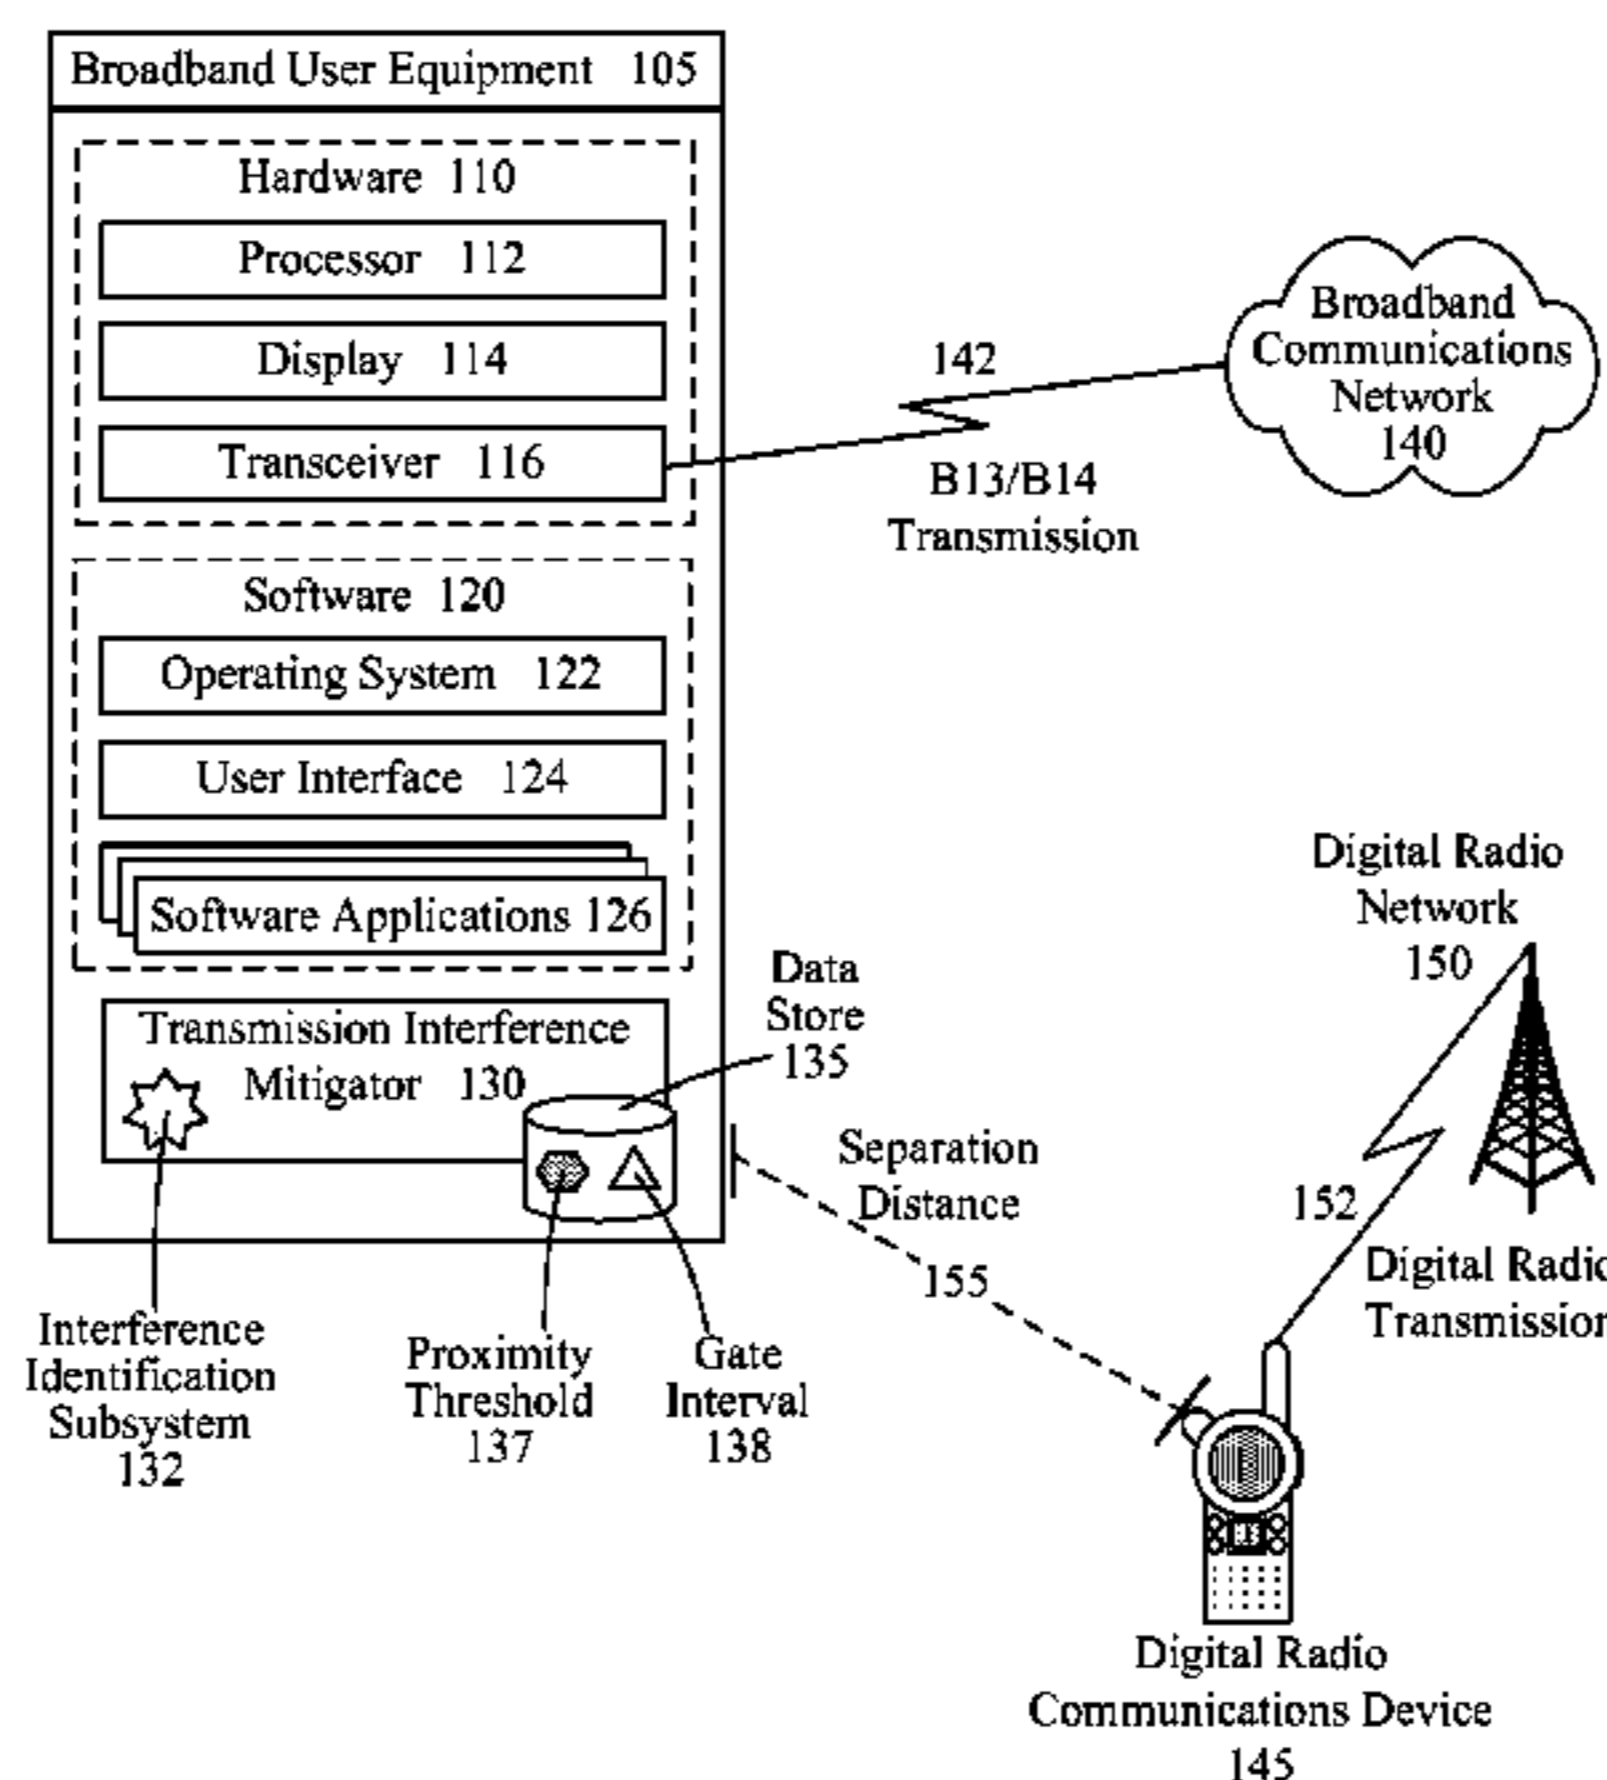 Broadband User Equipment 105
Hardware 110
Processor 112
Display 114
Transceiver 116
142
B13/B14
Transmission
Broadband
Communications
Network
140
Software 120
Operating System 122
User Interface 124
Software Applications 126
Transmission Interference
Mitigator 130
Data
Store
135
Interference
Identification
Subsystem
132
Proximity
Threshold
137
Gate
Interval
138
Separation
Distance
155
Digital Radio
Network
150
152
Digital Radio
Transmission
Digital Radio
Communications Device
145